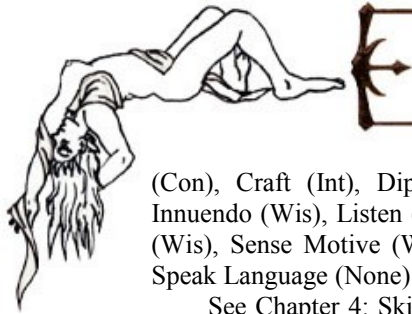 (Con), Craft (Int), Dip
Innuendo (Wis), Listen
(Wis), Sense Motive (W
Speak Language (None)
See Chapter 4: Ski